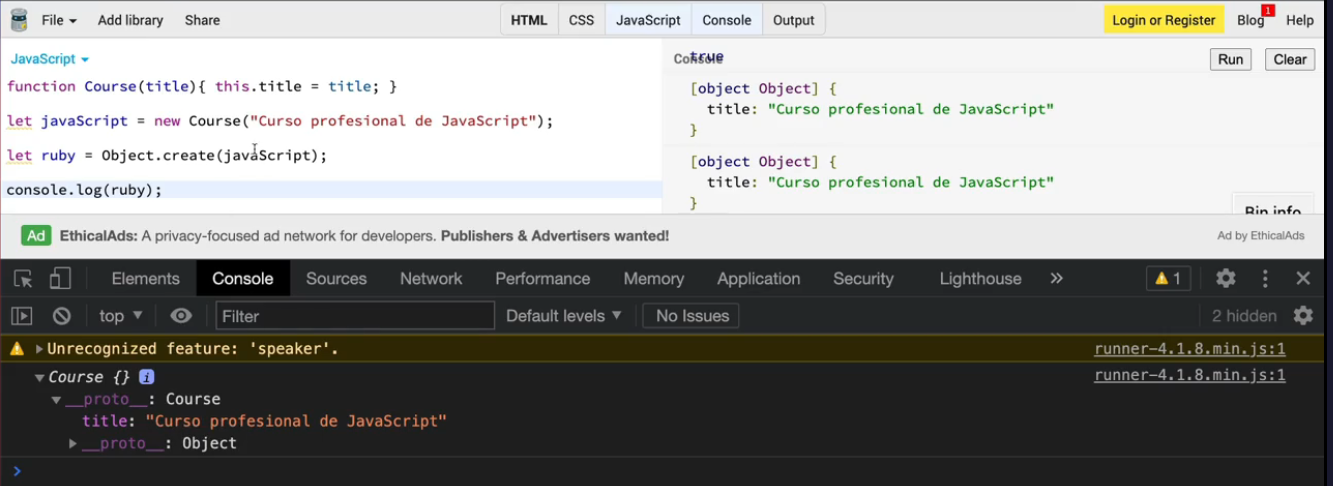 File Add library Share HTML CSS JavaScript Console Output Login or Register Blog 1 Help
JavaScript
function Course(title){ this.title = title; }
let javaScript = new Course("Curso profesional de JavaScript");
let ruby = Object.create(javaScript);
console.log(ruby);
Console Run Clear
true
[object Object] {
title: "Curso profesional de JavaScript"
}
[object Object] {
title: "Curso profesional de JavaScript"
}
Bin info
Ad EthicalAds: A privacy-focused ad network for developers. Publishers & Advertisers wanted! Ad by EthicalAds
Elements Console Sources Network Performance Memory Application Security Lighthouse » 1
top Filter Default levels No Issues 2 hidden
Unrecognized feature: 'speaker'. runner-4.1.8.min.js:1
Course {} i runner-4.1.8.min.js:1
__proto__: Course
title: "Curso profesional de JavaScript"
__proto__: Object
>